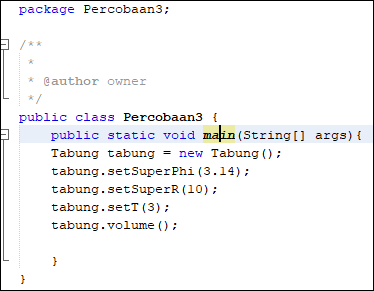 package Percobaan3;
/**
*
* @author owner
*/
public class Percobaan3 {
public static void main(String[] args){
Tabung tabung = new Tabung();
tabung.setSuperPhi(3.14);
tabung.setSuperR(10);
tabung.setT(3);
tabung.volume();
}
}